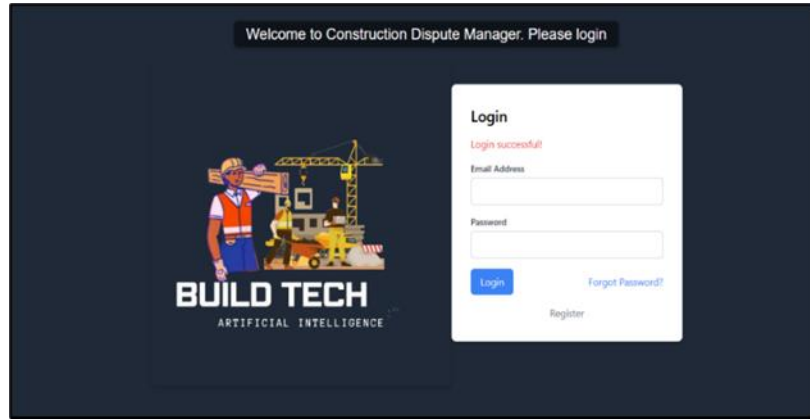 Welcome to Construction Dispute Manager. Please login
BUILD TECH
ARTIFICIAL INTELLIGENCE
Login
Login successful!
Email Address
Password
Login
Forgot Password?
Register